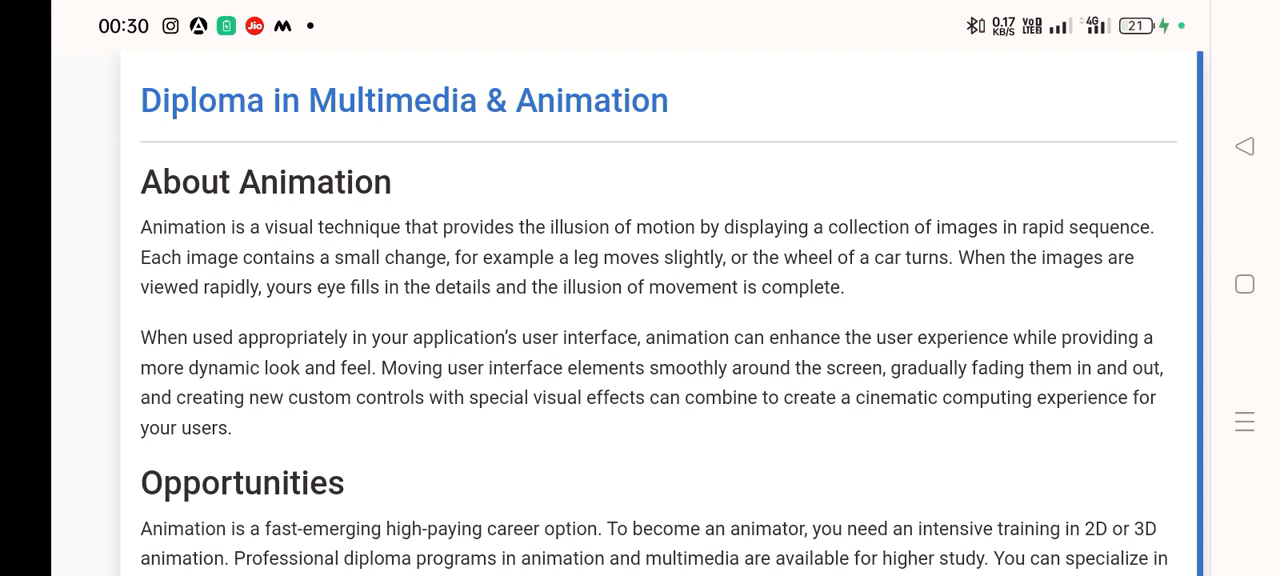 00:30 Jio 0.17 KB/S VoD LTE2 4G 21
Diploma in Multimedia & Animation
About Animation
Animation is a visual technique that provides the illusion of motion by displaying a collection of images in rapid sequence.
Each image contains a small change, for example a leg moves slightly, or the wheel of a car turns. When the images are
viewed rapidly, yours eye fills in the details and the illusion of movement is complete.
When used appropriately in your application’s user interface, animation can enhance the user experience while providing a
more dynamic look and feel. Moving user interface elements smoothly around the screen, gradually fading them in and out,
and creating new custom controls with special visual effects can combine to create a cinematic computing experience for
your users.
Opportunities
Animation is a fast-emerging high-paying career option. To become an animator, you need an intensive training in 2D or 3D
animation. Professional diploma programs in animation and multimedia are available for higher study. You can specialize in